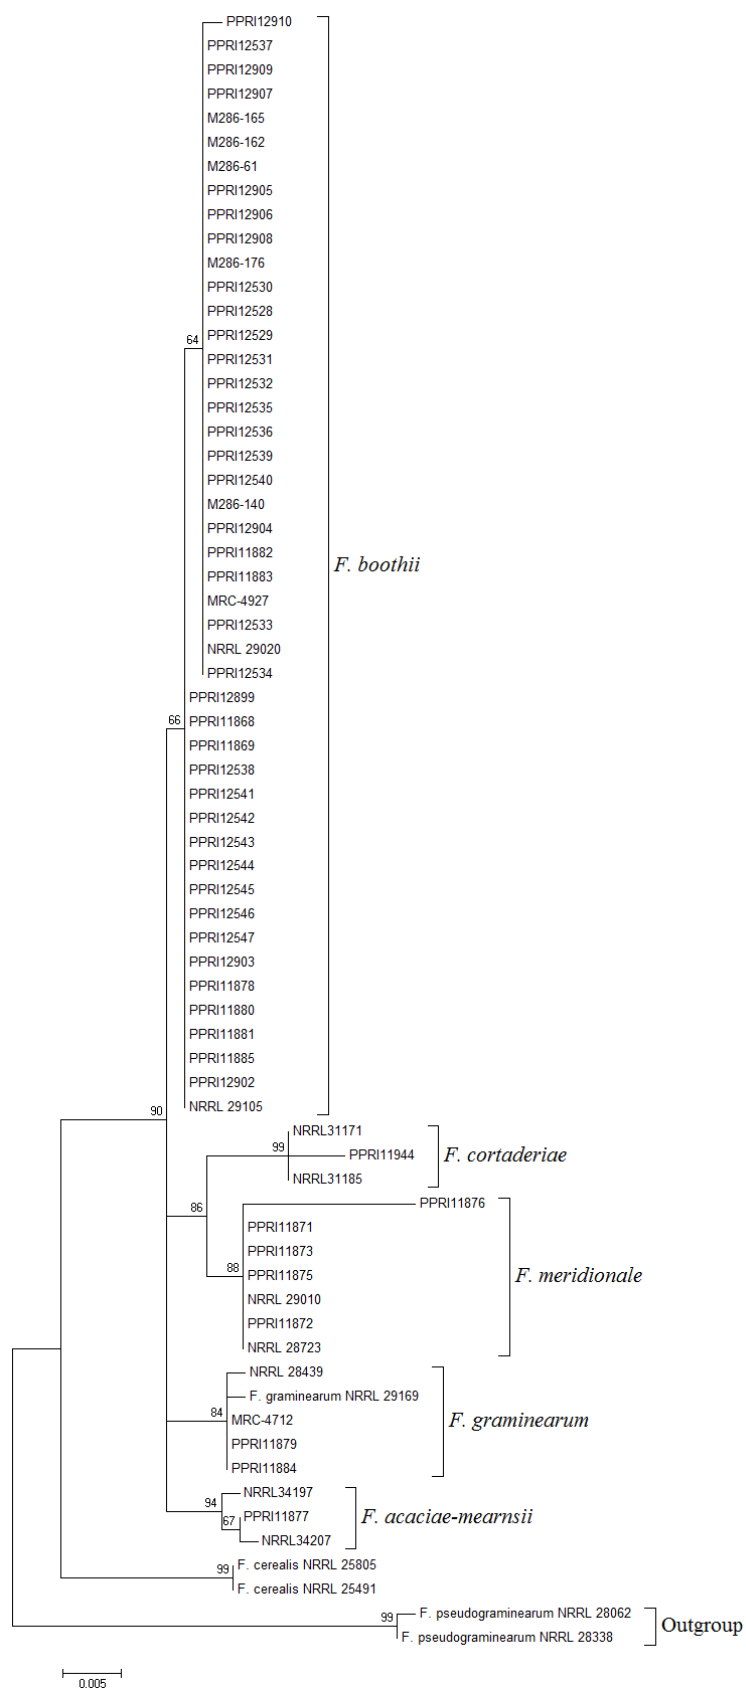 PPRI12910
PPRI12537
PPRI12909
PPRI12907
M286-165
M286-162
M286-61
PPRI12905
PPRI12906
PPRI12908
M286-176
PPRI12530
PPRI12528
64
PPRI12529
PPRI12531
PPRI12532
PPRI12535
PPRI12536
PPRI12539
PPRI12540
M286-140
PPRI12904
PPRI11882
F. boothii
PPRI11883
MRC-4927
PPRI12533
NRRL 29020
PPRI12534
PPRI12899
66
PPRI11868
PPRI11869
PPRI12538
PPRI12541
PPRI12542
PPRI12543
PPRI12544
PPRI12545
PPRI12546
PPRI12547
PPRI12903
PPRI11878
PPRI11880
PPRI11881
PPRI11885
PPRI12902
NRRL 29105
90
NRRL31171
99
PPRI11944
F. cortaderiae
NRRL31185
PPRI11876
86
PPRI11871
PPRI11873
88
PPRI11875
F. meridionale
NRRL 29010
PPRI11872
NRRL 28723
NRRL 28439
F. graminearum NRRL 29169
84
MRC-4712
F. graminearum
PPRI11879
PPRI11884
NRRL34197
94
PPRI11877
F. acaciae-mearnsii
67
NRRL34207
F. cerealis NRRL 25805
99
F. cerealis NRRL 25491
F. pseudograminearum NRRL 28062
99
Outgroup
F. pseudograminearum NRRL 28338
0.005